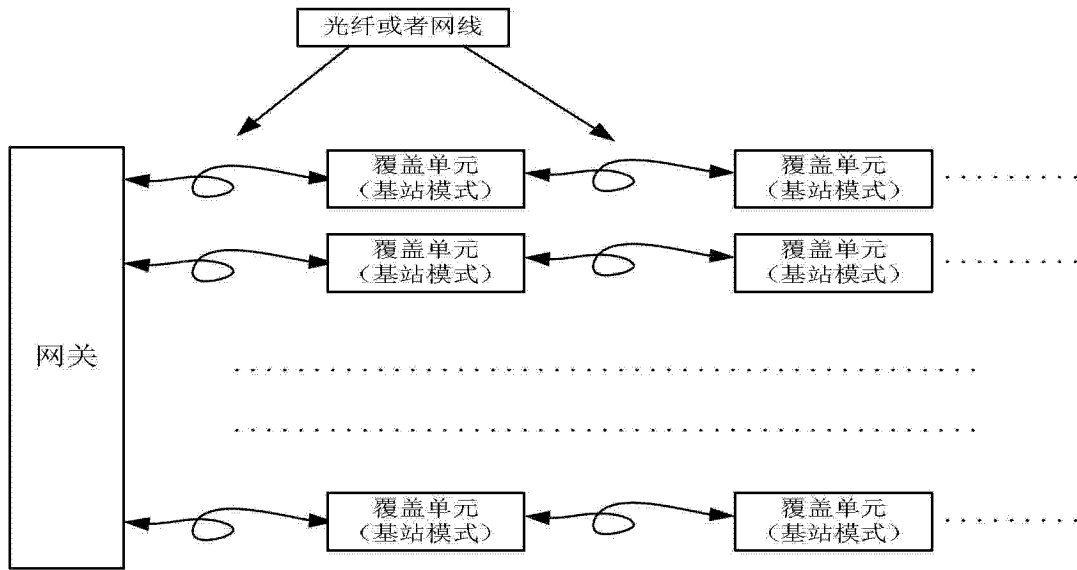 光纤或者网线
覆盖单元
（基站模式）
覆盖单元
（基站模式）
覆盖单元
（基站模式）
覆盖单元
（基站模式）
网关
覆盖单元
（基站模式）
覆盖单元
（基站模式）